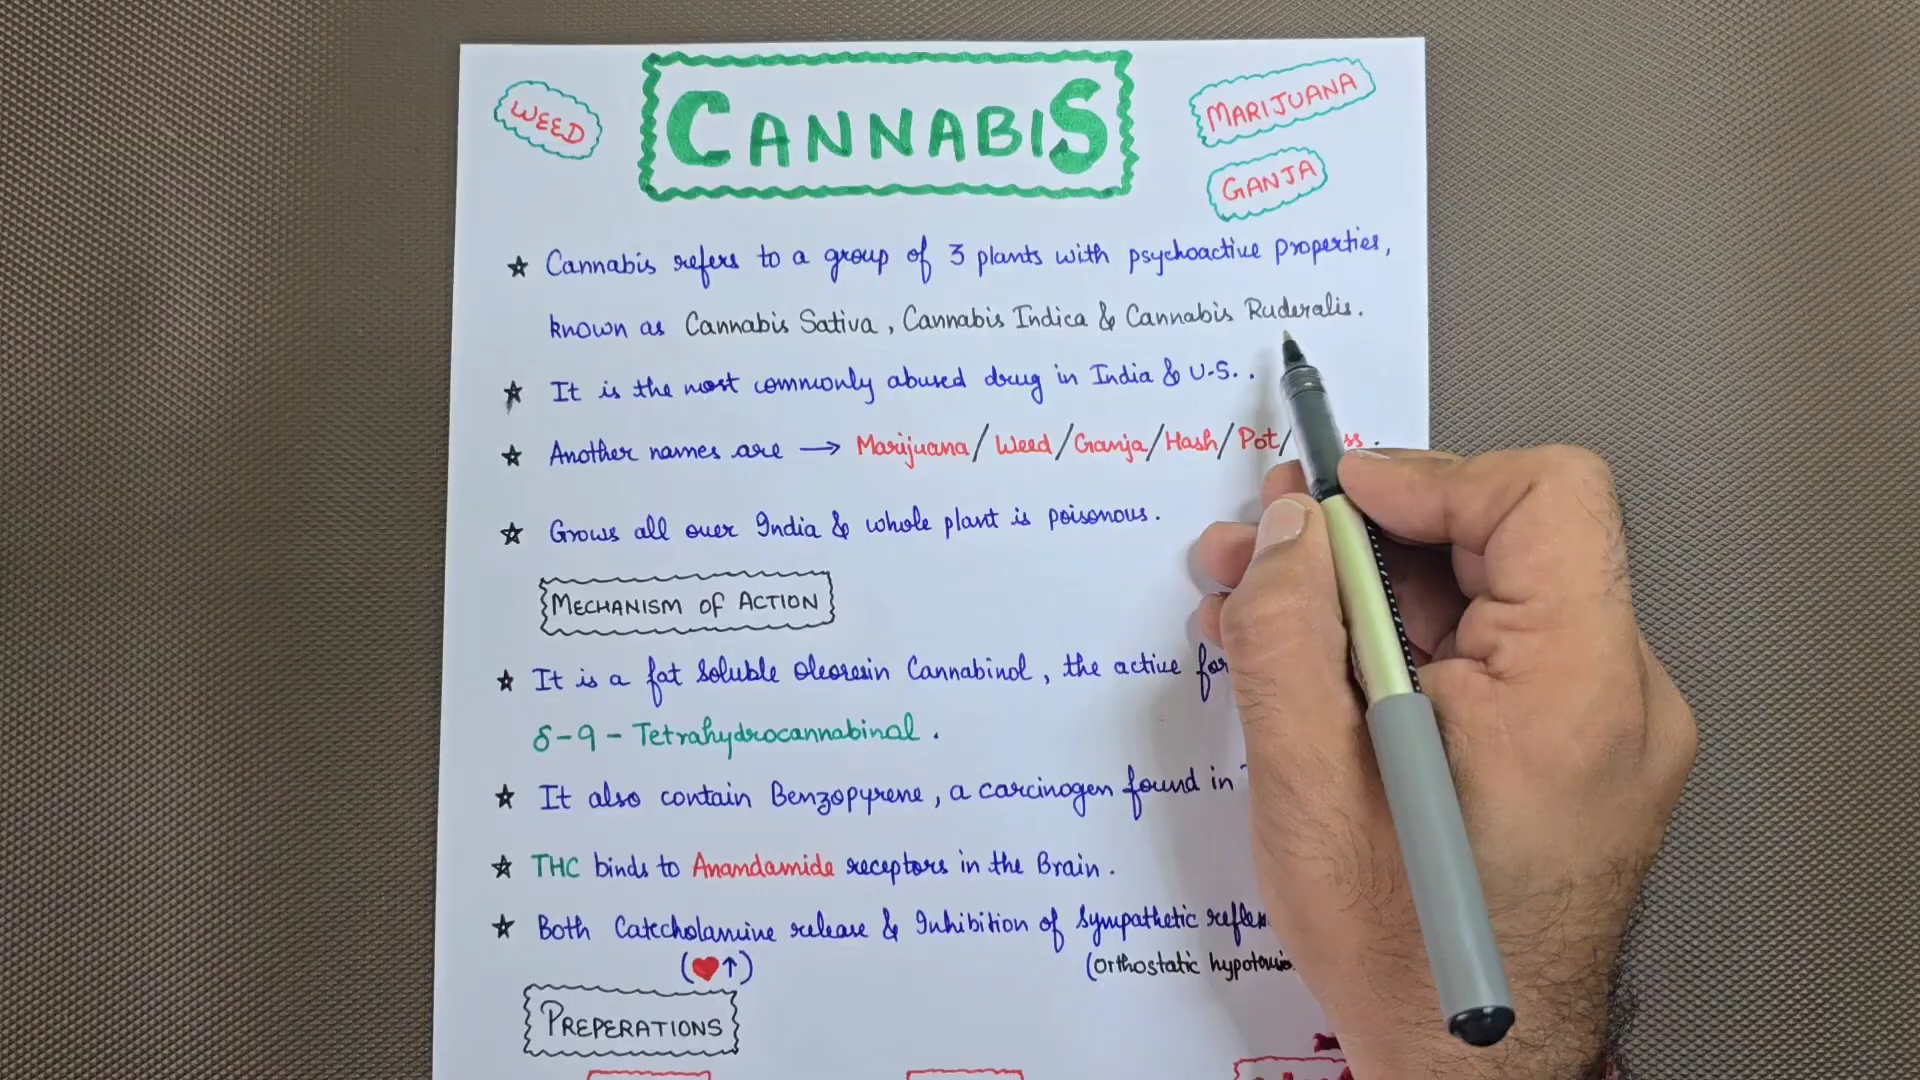 WEED
CANNABIS
MARIJUANA
GANJA
Cannabis refers to a group of 3 plants with psychoactive properties,
known as Cannabis Sativa, Cannabis Indica & Cannabis Ruderalis.
It is the most commonly abused drug in India & U.S..
Another names are → Marijuana/Weed/Ganja/Hash/Pot/
Grows all over India & whole plant is poisonous.
MECHANISM OF ACTION
It is a fat soluble oleoresin Cannabinol, the active
δ-9-Tetrahydrocannabinal.
It also contain Benzopyrene, a carcinogen found in
THC binds to Anandamide receptors in the Brain.
Both Catecholamine release & Inhibition of sympathetic
(❤↑) (orthostatic
PREPERATIONS